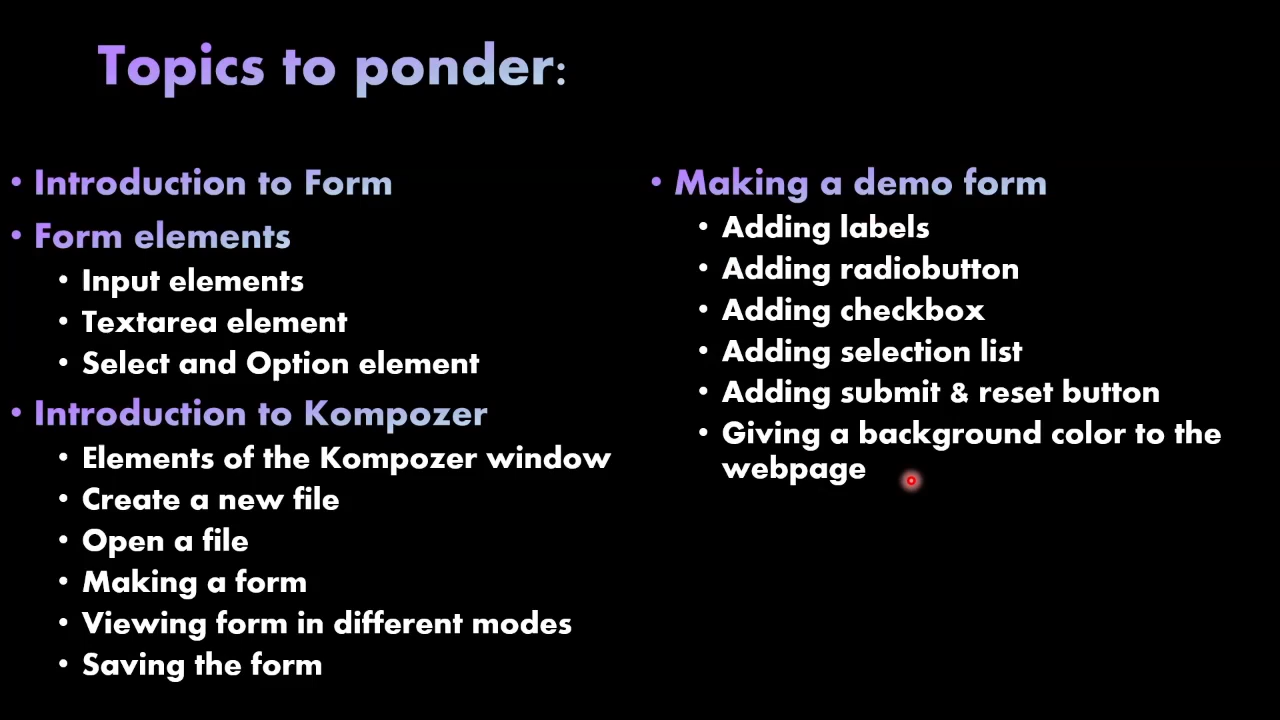 Topics to ponder:
• Introduction to Form
• Form elements
• Input elements
• Textarea element
• Select and Option element
• Introduction to Kompozer
• Elements of the Kompozer window
• Create a new file
• Open a file
• Making a form
• Viewing form in different modes
• Saving the form
• Making a demo form
• Adding labels
• Adding radiobutton
• Adding checkbox
• Adding selection list
• Adding submit & reset button
• Giving a background color to the
webpage